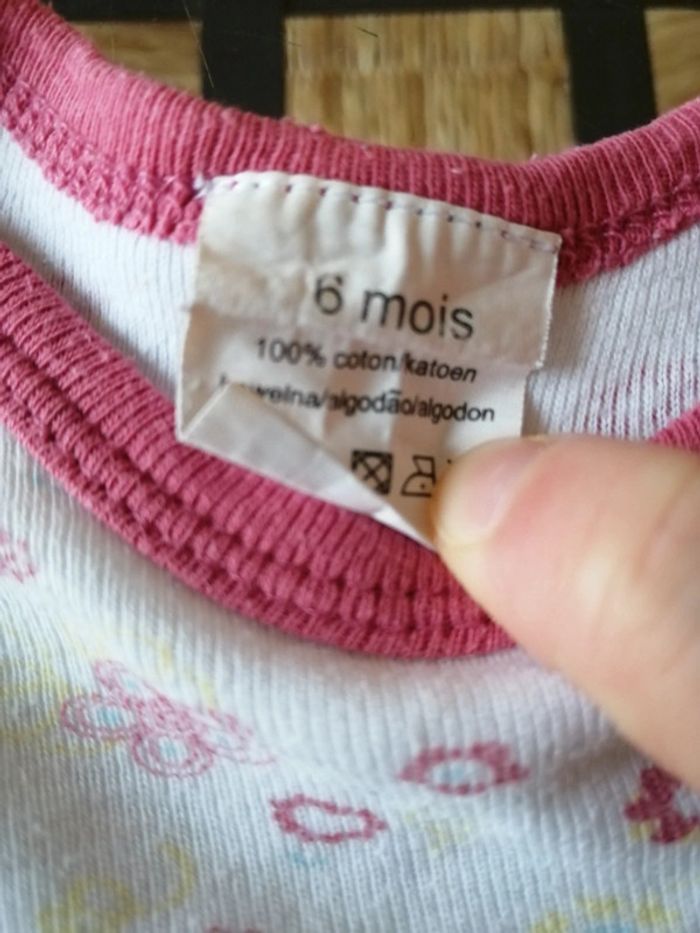 6 mois
100% coton/katoen
algodão/algodon